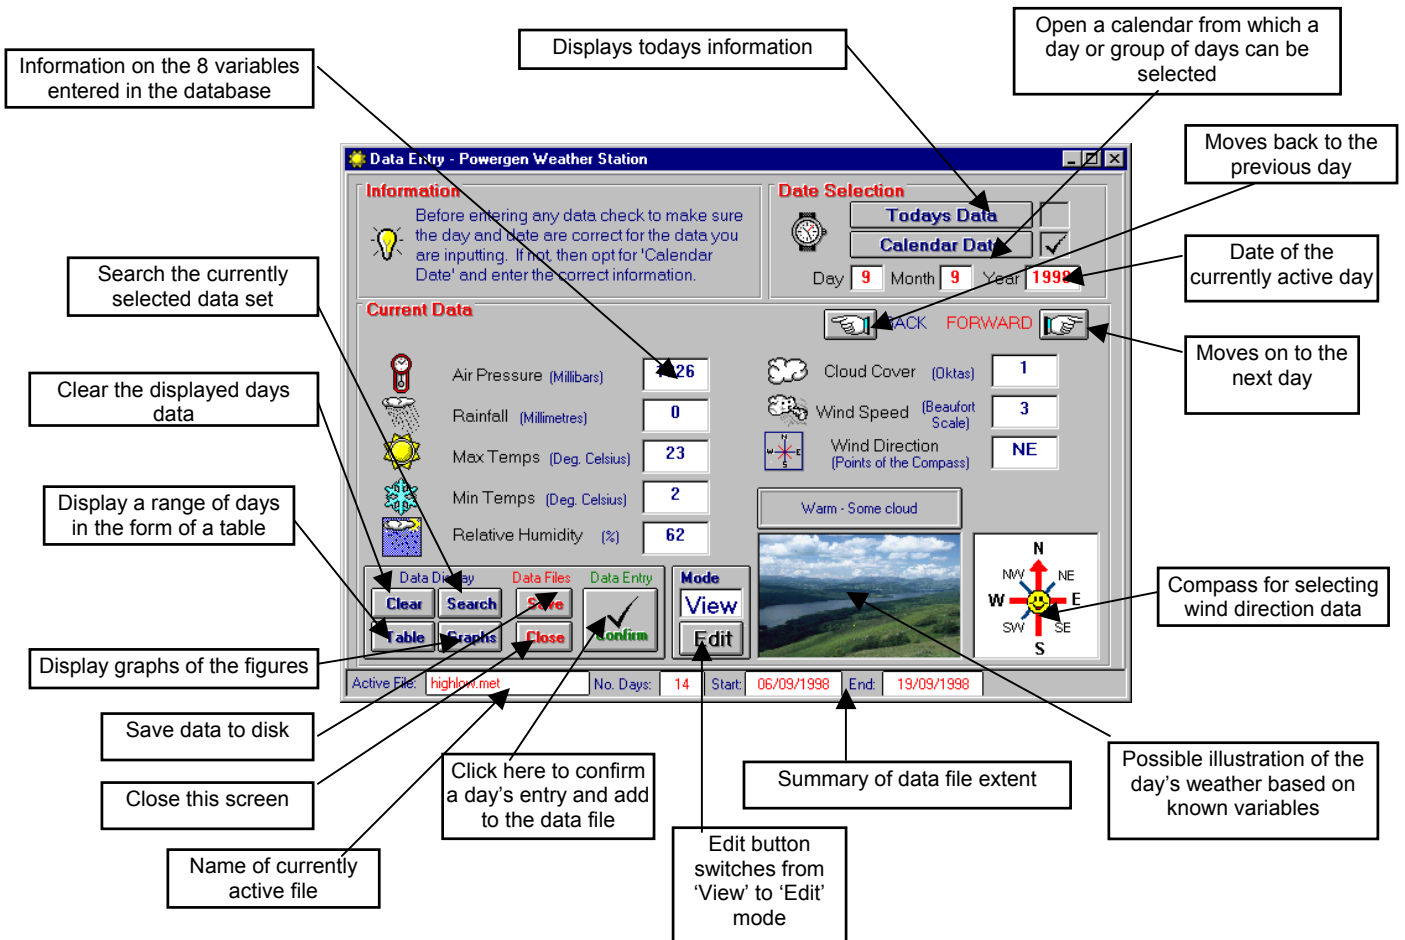 Open a calendar from which a
day or group of days can be
selected
Displays todays information
Information on the 8 variables
entered in the database
Moves back to the
previous day
Data Entry - Powergen Weather Station
Information
Before entering any data check to make sure
the day and date are correct for the data you
are inputting. If not, then opt for 'Calendar
Date' and enter the correct information.
Date Selection
Todays Data
Calendar Date
Day 9 Month 9 Year 1998
Date of the
currently active day
Search the currently
selected data set
Current Data
BACK FORWARD
Moves on to the
next day
Clear the displayed days
data
Air Pressure (Millibars)
Rainfall (Millimetres) 0
Max Temps (Deg. Celsius) 23
Min Temps (Deg. Celsius) 2
Relative Humidity (%) 62
Cloud Cover (Oktas) 1
Wind Speed (Beaufort
Scale) 3
N
W E
S
Wind Direction
(Points of the Compass) NE
Display a range of days
in the form of a table
Warm - Some cloud
N
NW NE
W E
SW SE
S
Compass for selecting
wind direction data
Data Display Data Files Data Entry
Clear Search Save
Table Graphs Close Confirm
Mode
View
Edit
Display graphs of the figures
Active File: highlow.met No. Days: 14 Start: 06/09/1998 End: 19/09/1998
Save data to disk
Close this screen
Name of currently
active file
Click here to confirm
a day's entry and add
to the data file
Edit button
switches from
‘View’ to ‘Edit’
mode
Summary of data file extent
Possible illustration of the
day’s weather based on
known variables